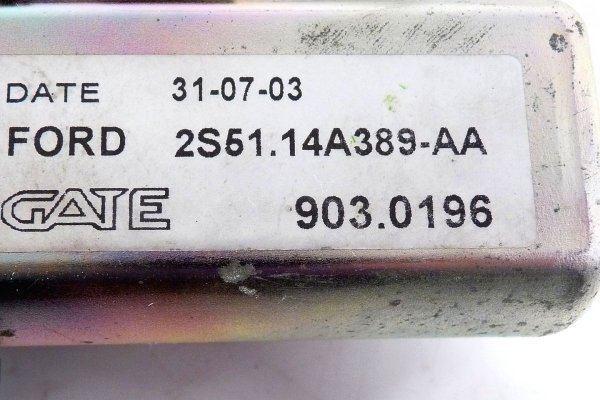 DATE 31-07-03
FORD 2S51.14A389-AA
GATE 903.0196